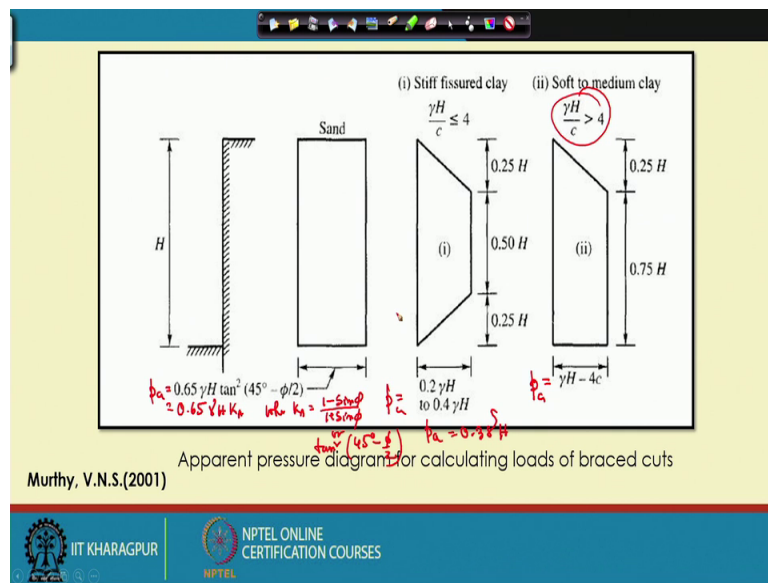 (i) Stiff fissured clay
(ii) Soft to medium clay
γH/c ≤ 4
γH/c > 4
Sand
0.25 H
0.25 H
H
(i)
0.50 H
(ii)
0.75 H
0.25 H
pa = 0.65 γH tan² (45° – ϕ/2)
= 0.65 γH KA where KA = 1-Sinϕ/1+Sinϕ
or
tan² (45° - ϕ/2)
pa =
0.2 γH
to 0.4 γH
pa = 0.3γH
pa = γH – 4c
Apparent pressure diagram for calculating loads of braced cuts
Murthy, V.N.S.(2001)
IIT KHARAGPUR
NPTEL ONLINE
CERTIFICATION COURSES
NPTEL